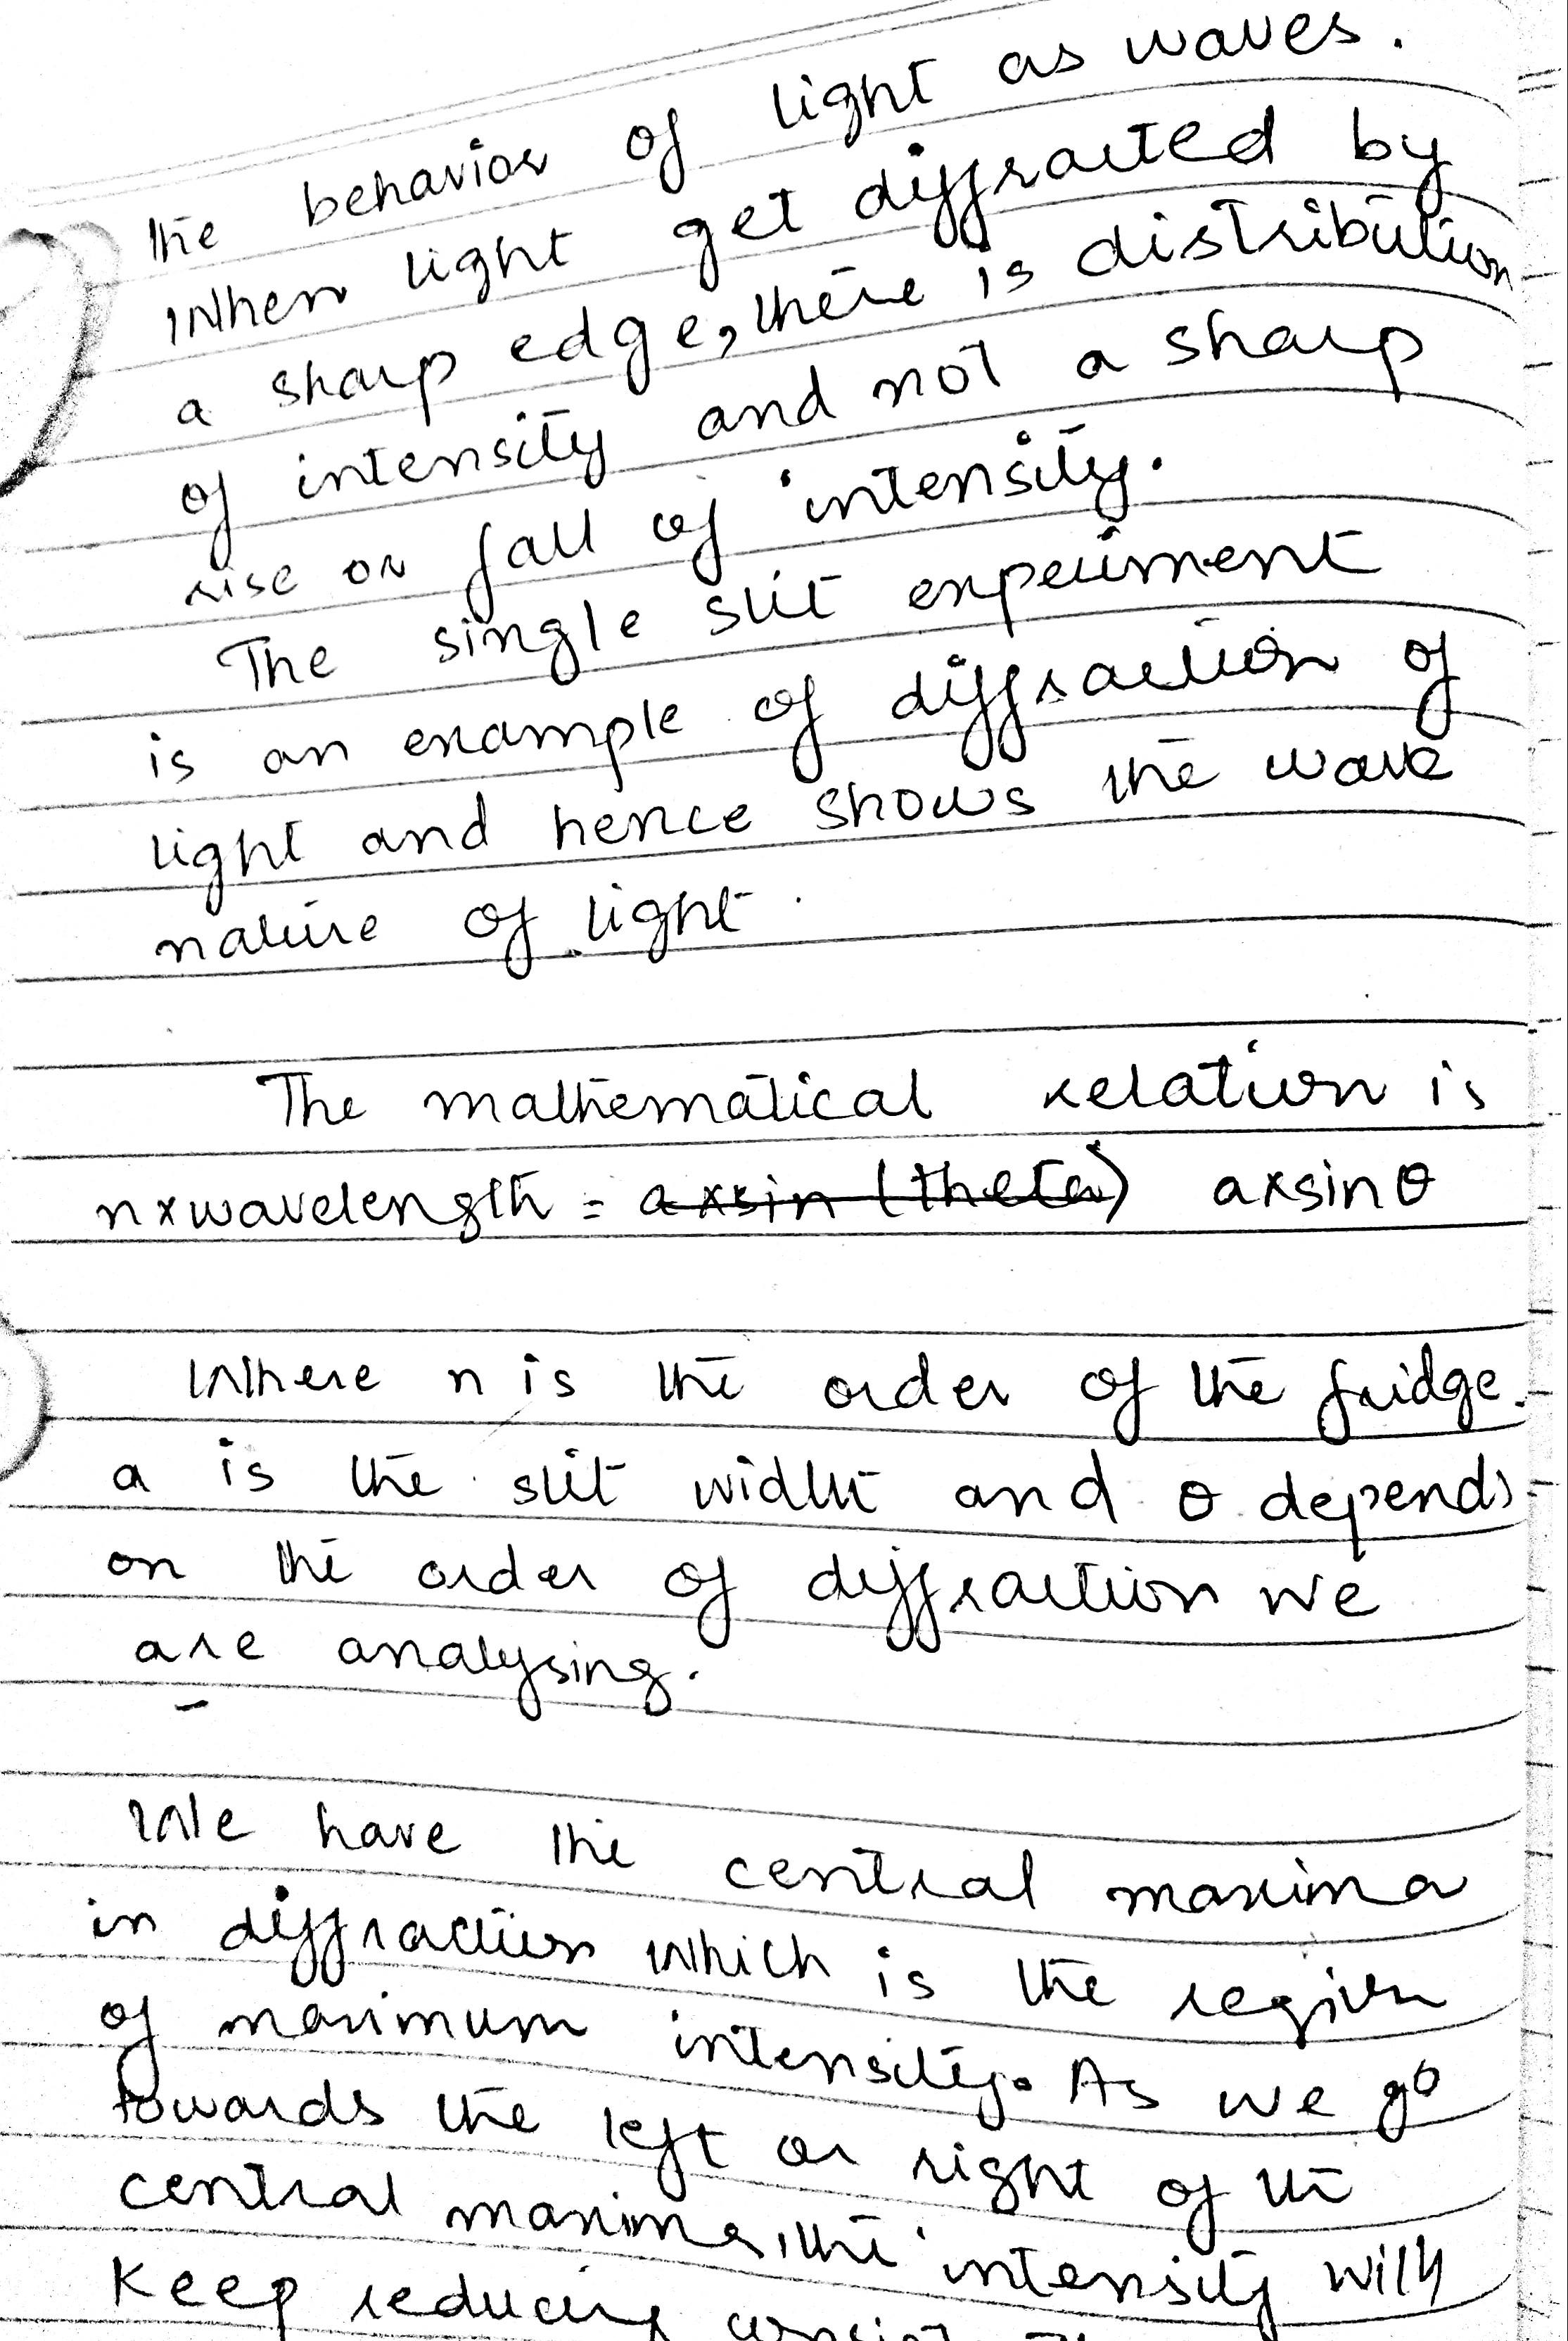 the behavior of light as waves.
When light get diffracted by
a sharp edge, there is distribution
of intensity and not a sharp
rise or fall of intensity.
The single slit experiment
is an example of diffraction of
light and hence shows the wave
nature of light.
The mathematical relation is
n×wavelength = a×sin (theta) a×sinθ
Where n is the order of the fridge.
a is the slit width and θ depends
on the order of diffraction we
are analysing.
We have the central maxima
in diffraction which is the region
of maximum intensity. As we go
towards the left or right of the
central maxima, the intensity will
Keep reducing